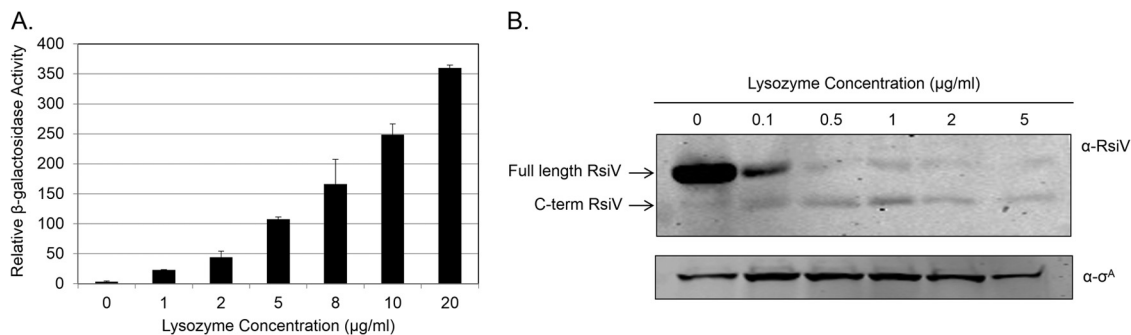 A.
Relative β-galactosidase Activity
400
350
300
250
200
150
100
50
0
0 1 2 5 8 10 20
Lysozyme Concentration (µg/ml)
B.
Lysozyme Concentration (µg/ml)
0 0.1 0.5 1 2 5
α-RsiV
Full length RsiV
C-term RsiV
α-σᴬ